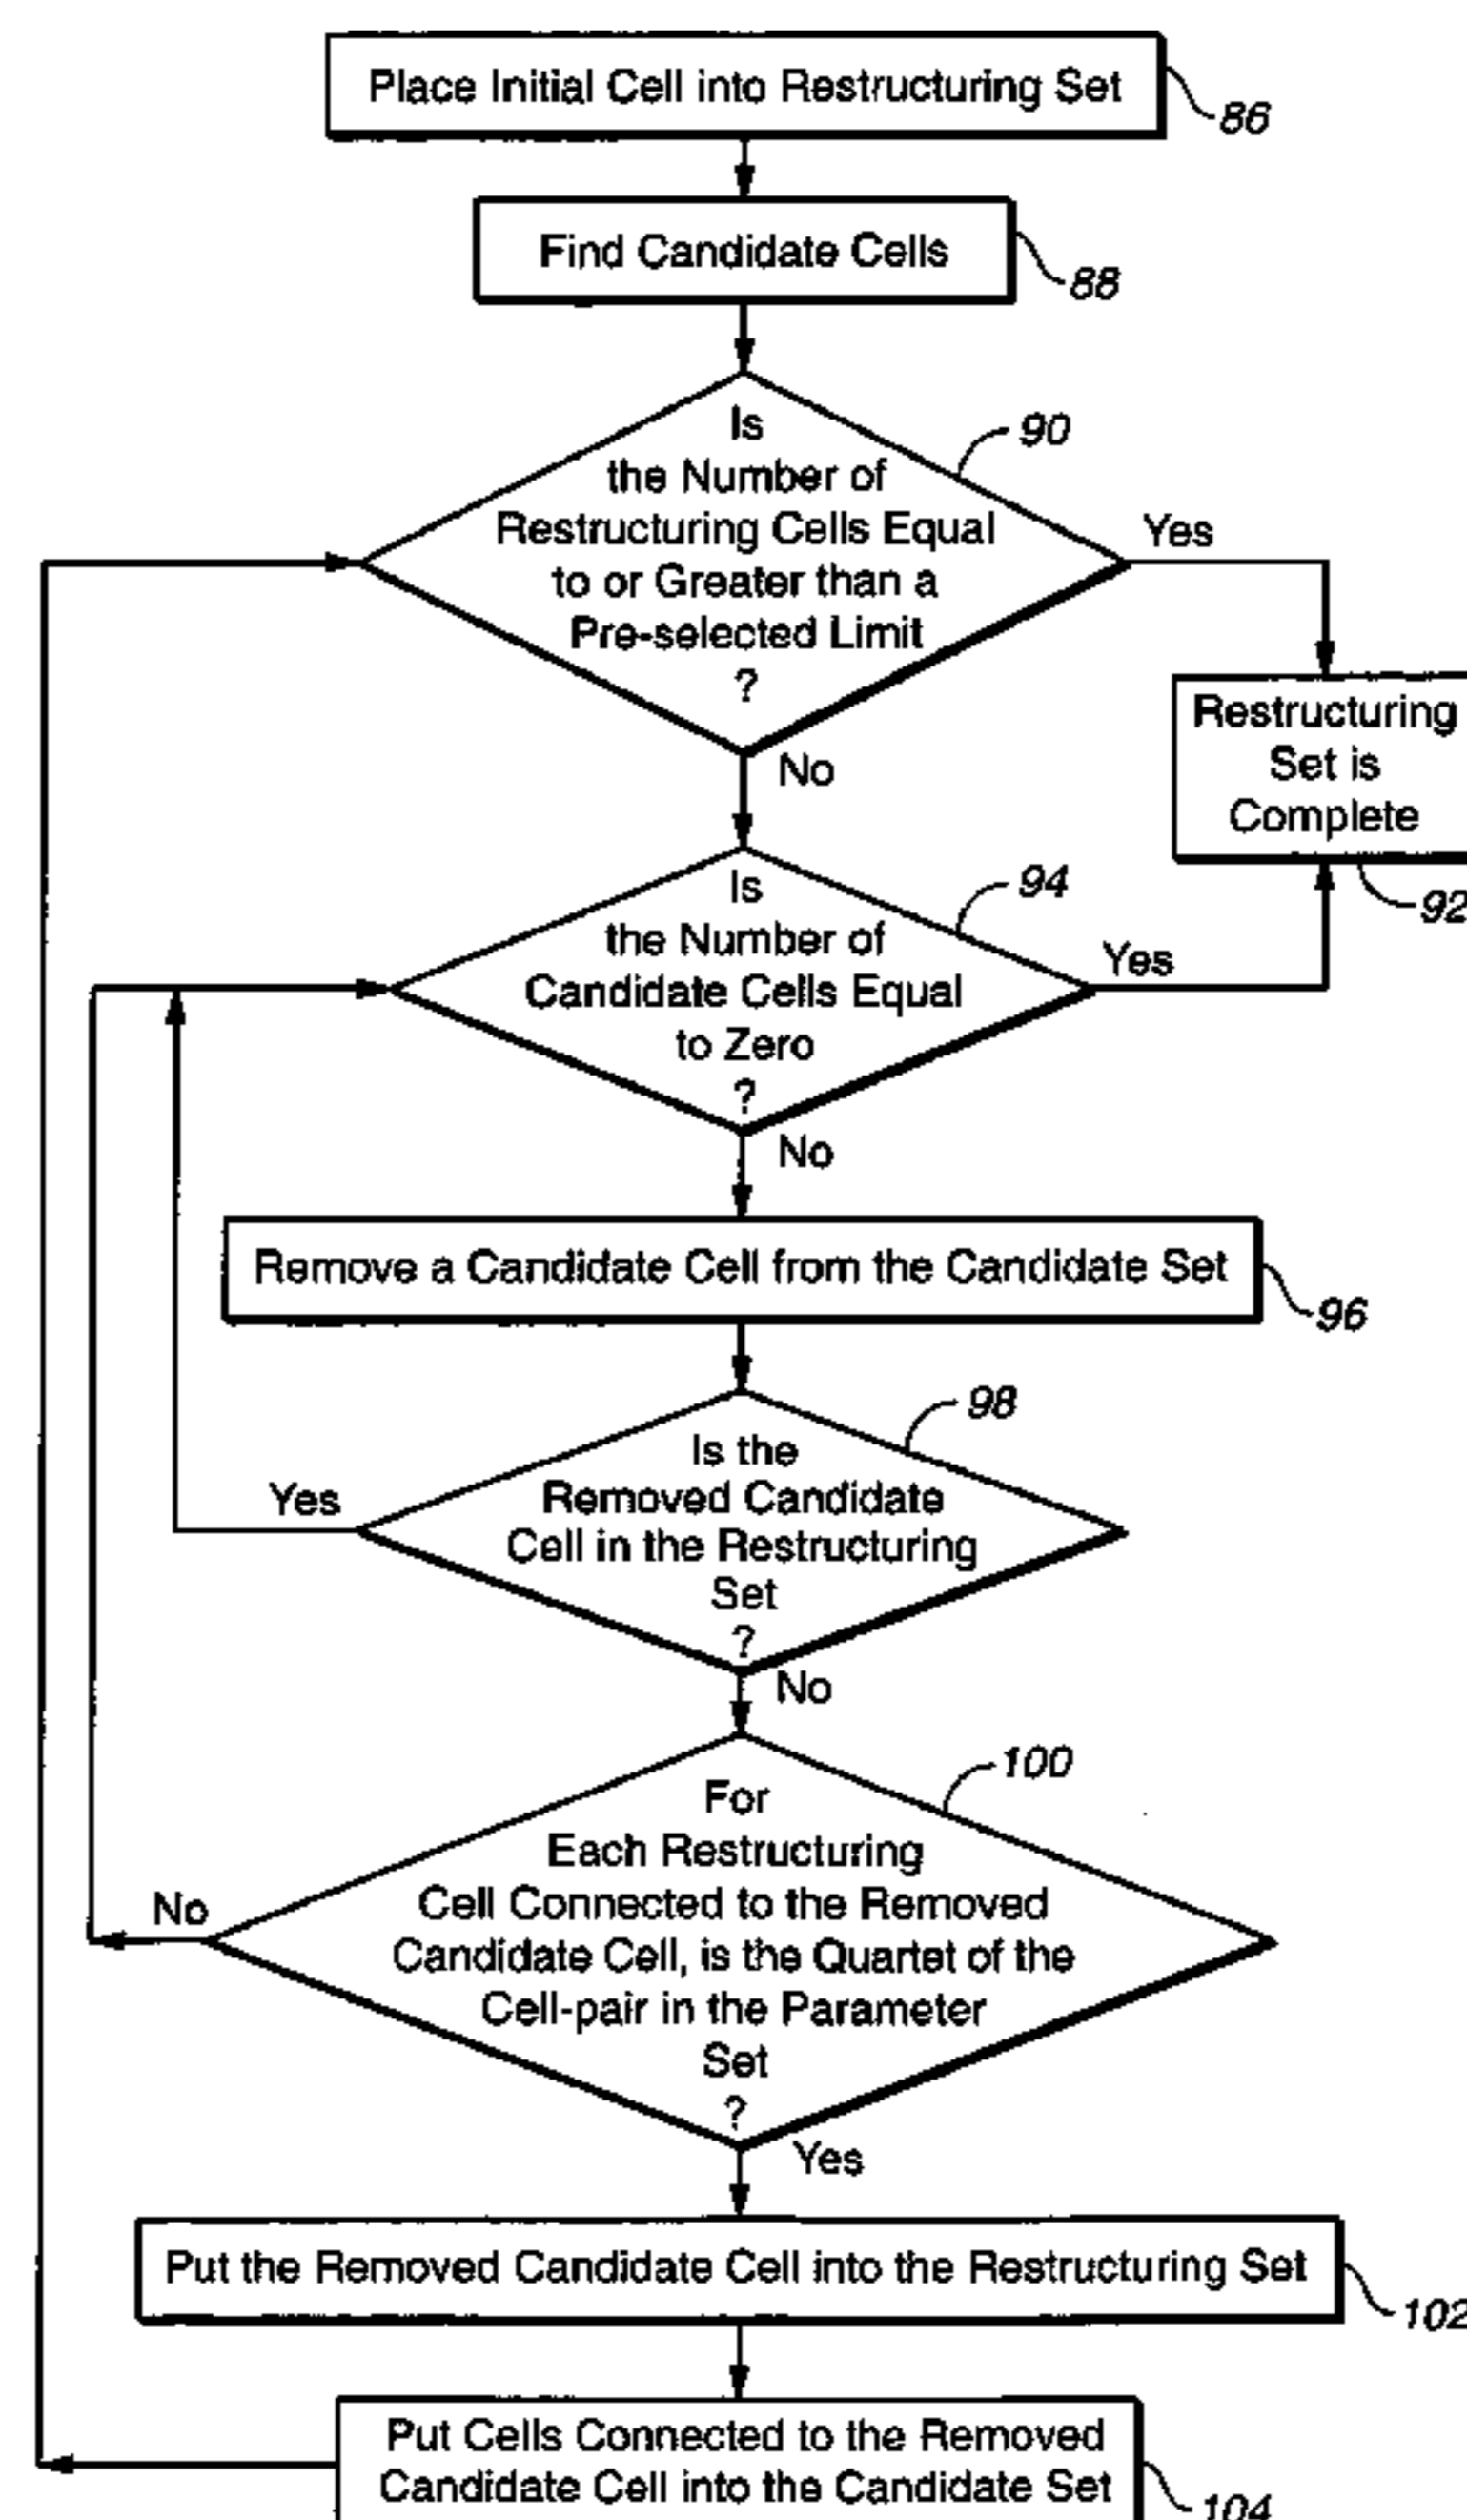 Place Initial Cell into Restructuring Set
86
Find Candidate Cells
88
Is
the Number of
Restructuring Cells Equal
to or Greater than a
Pre-selected Limit
?
90
Yes
No
Restructuring
Set is
Complete
92
Is
the Number of
Candidate Cells Equal
to Zero
?
94
Yes
No
Remove a Candidate Cell from the Candidate Set
96
Is the
Removed Candidate
Cell in the Restructuring
Set
?
98
Yes
No
For
Each Restructuring
Cell Connected to the Removed
Candidate Cell, is the Quartet of the
Cell-pair in the Parameter
Set
?
100
No
Yes
Put the Removed Candidate Cell into the Restructuring Set
102
Put Cells Connected to the Removed
Candidate Cell into the Candidate Set
104